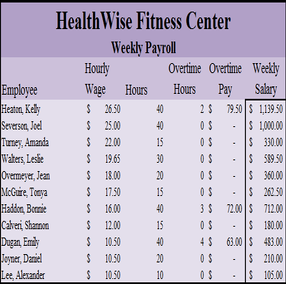 HealthWise Fitness Center
Weekly Payroll
Hourly Overtime Overtime Weekly
Employee Wage Hours Hours Pay Salary
Heaton, Kelly $ 26.50 40 2 $ 79.50 $ 1,139.50
Severson, Joel $ 25.00 40 0 $ - $ 1,000.00
Turney, Amanda $ 22.00 15 0 $ - $ 330.00
Walters, Leslie $ 19.65 30 0 $ - $ 589.50
Overmeyer, Jean $ 18.00 20 0 $ - $ 360.00
McGuire, Tonya $ 17.50 15 0 $ - $ 262.50
Haddon, Bonnie $ 16.00 40 3 $ 72.00 $ 712.00
Calveri, Shannon $ 12.00 15 0 $ - $ 180.00
Dugan, Emily $ 10.50 40 4 $ 63.00 $ 483.00
Joyner, Daniel $ 10.50 20 0 $ - $ 210.00
Lee, Alexander $ 10.50 10 0 $ - $ 105.00